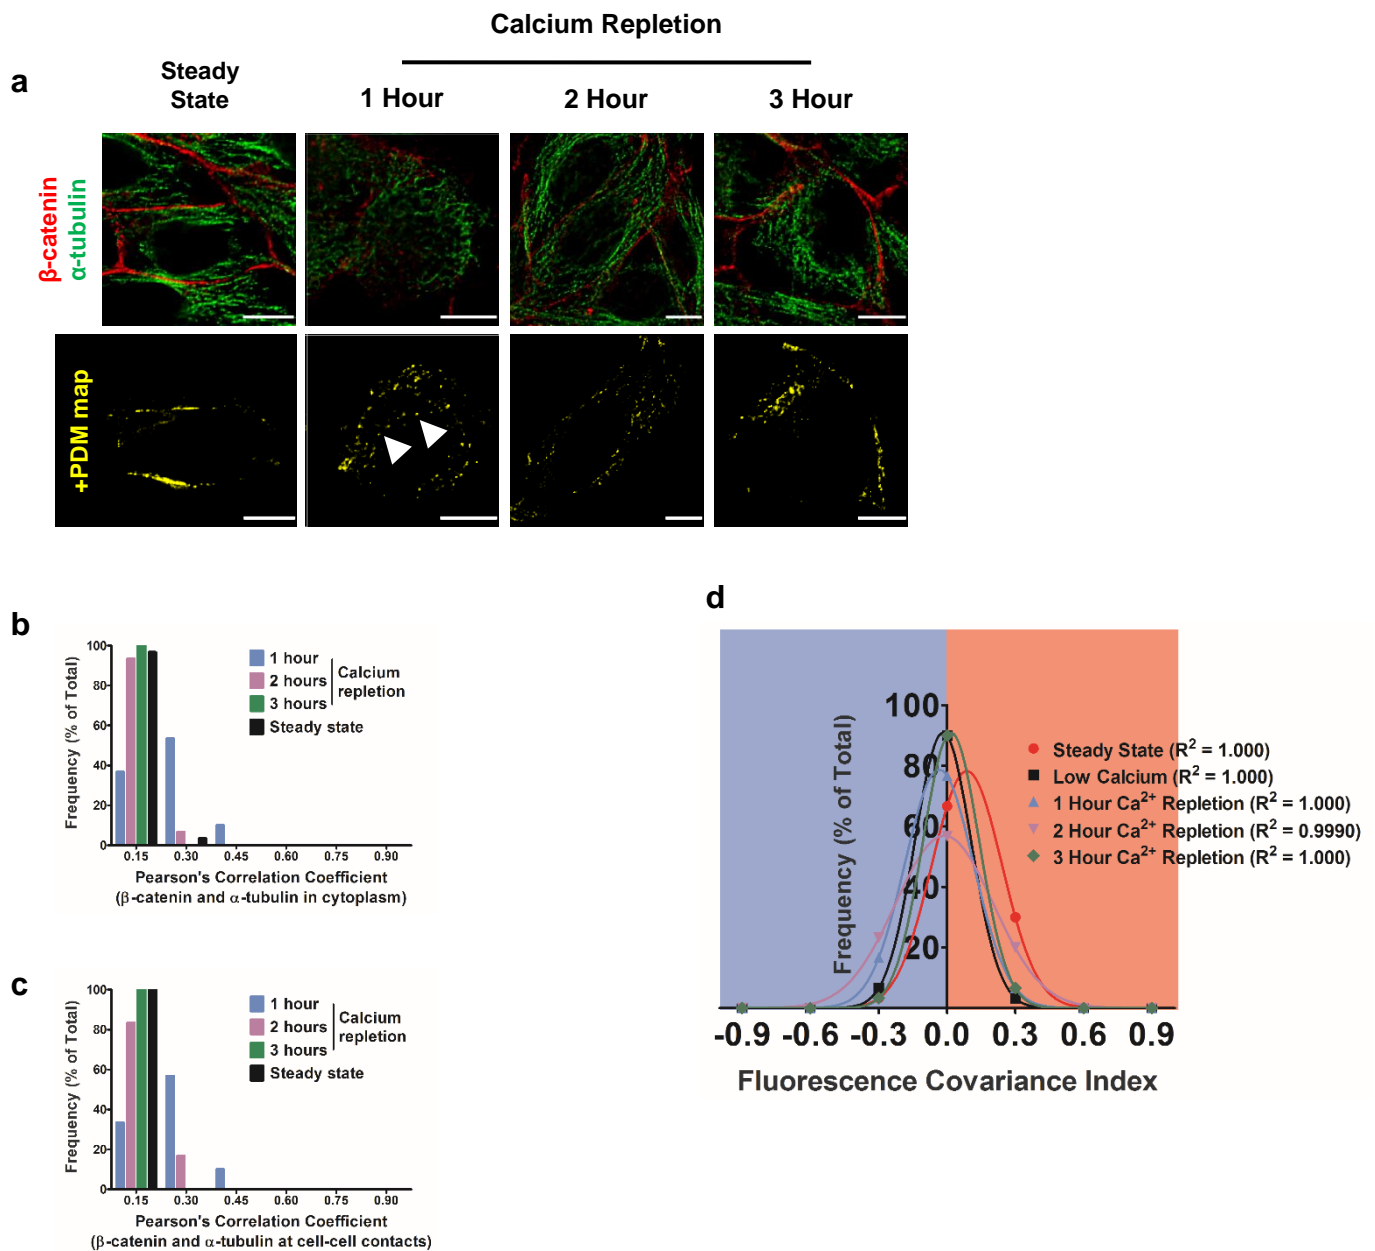 Calcium Repletion
a
Steady
State
1 Hour
2 Hour
3 Hour
β-catenin
α-tubulin
+PDM map
b
100
80
60
40
20
0
Frequency (% of Total)
1 hour
2 hours
3 hours
Steady state
Calcium
repletion
0.15 0.30 0.45 0.60 0.75 0.90
Pearson's Correlation Coefficient
(β-catenin and α-tubulin in cytoplasm)
c
100
80
60
40
20
0
Frequency (% of Total)
1 hour
2 hours
3 hours
Steady state
Calcium
repletion
0.15 0.30 0.45 0.60 0.75 0.90
Pearson's Correlation Coefficient
(β-catenin and α-tubulin at cell-cell contacts)
d
100
80
60
40
20
Frequency (% of Total)
Steady State (R² = 1.000)
Low Calcium (R² = 1.000)
1 Hour Ca²⁺ Repletion (R² = 1.000)
2 Hour Ca²⁺ Repletion (R² = 0.9990)
3 Hour Ca²⁺ Repletion (R² = 1.000)
-0.9 -0.6 -0.3 0.0 0.3 0.6 0.9
Fluorescence Covariance Index